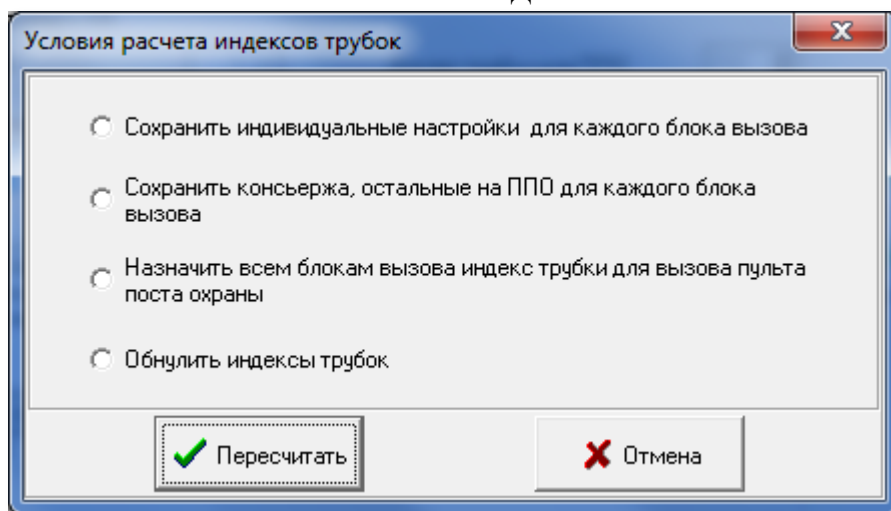 Условия расчета индексов трубок
Сохранить индивидуальные настройки для каждого блока вызова
Сохранить консьержа, остальные на ППО для каждого блока
вызова
Назначить всем блокам вызова индекс трубки для вызова пульта
поста охраны
Обнулить индексы трубок
Пересчитать
Отмена